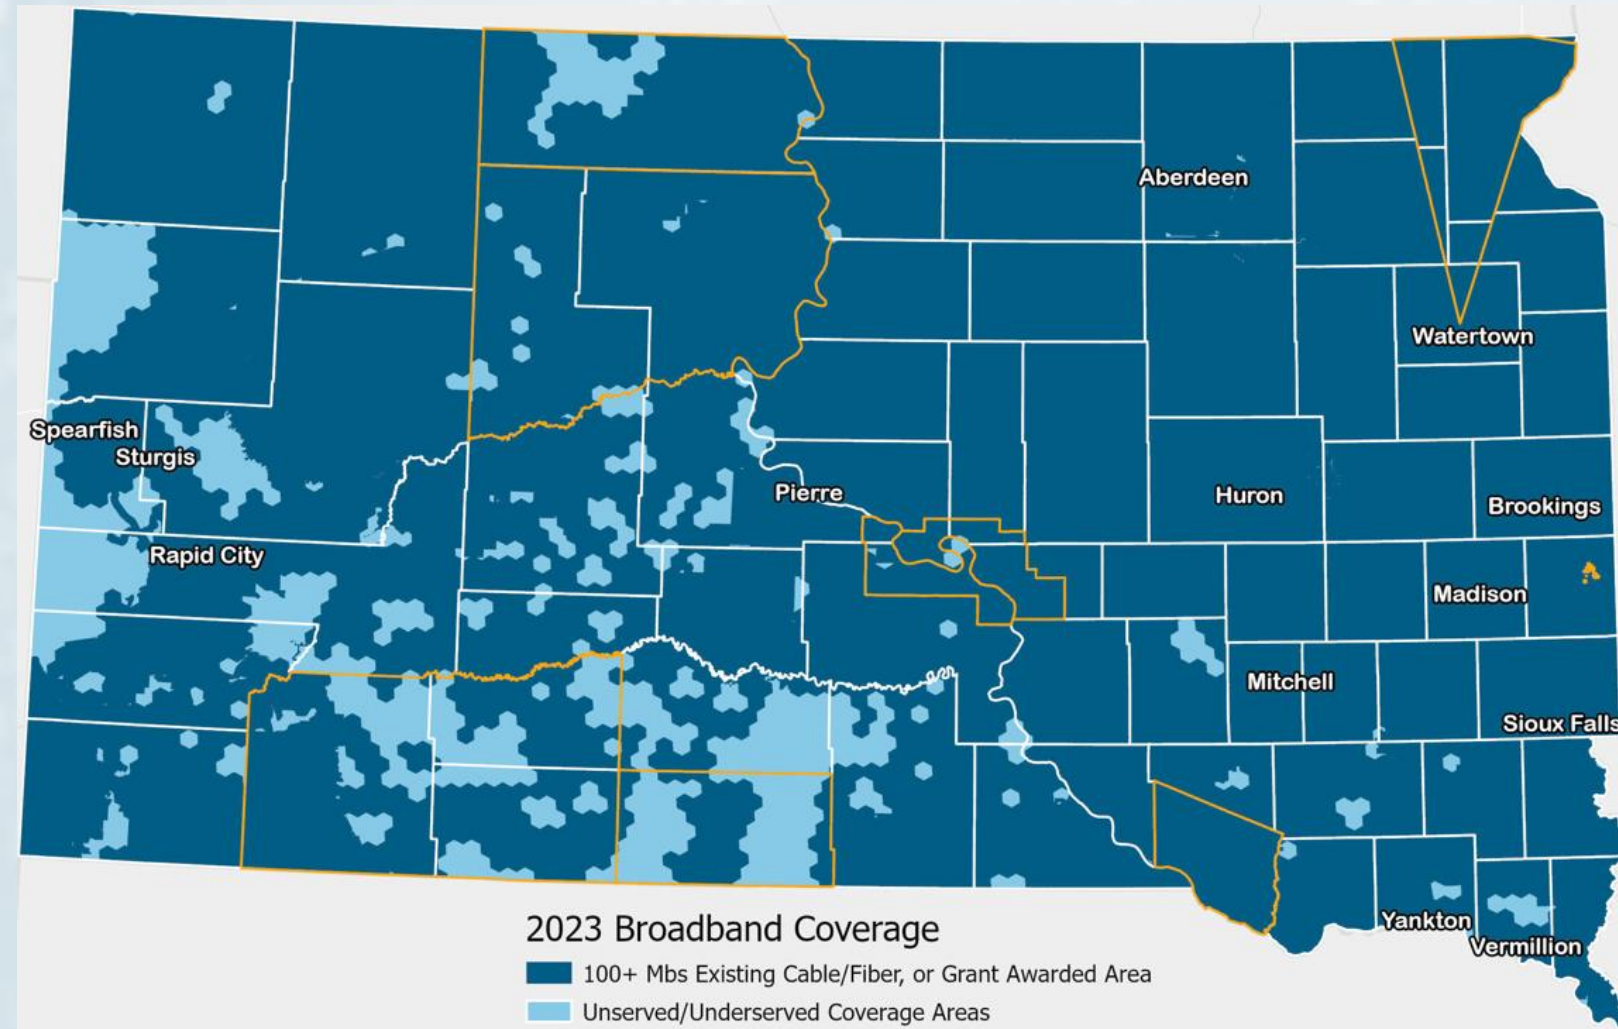 Aberdeen
Watertown
Spearfish
Sturgis
Pierre
Huron
Brookings
Rapid City
Madison
Mitchell
Sioux Falls
Yankton
Vermillion
2023 Broadband Coverage
100+ Mbs Existing Cable/Fiber, or Grant Awarded Area
Unserved/Underserved Coverage Areas